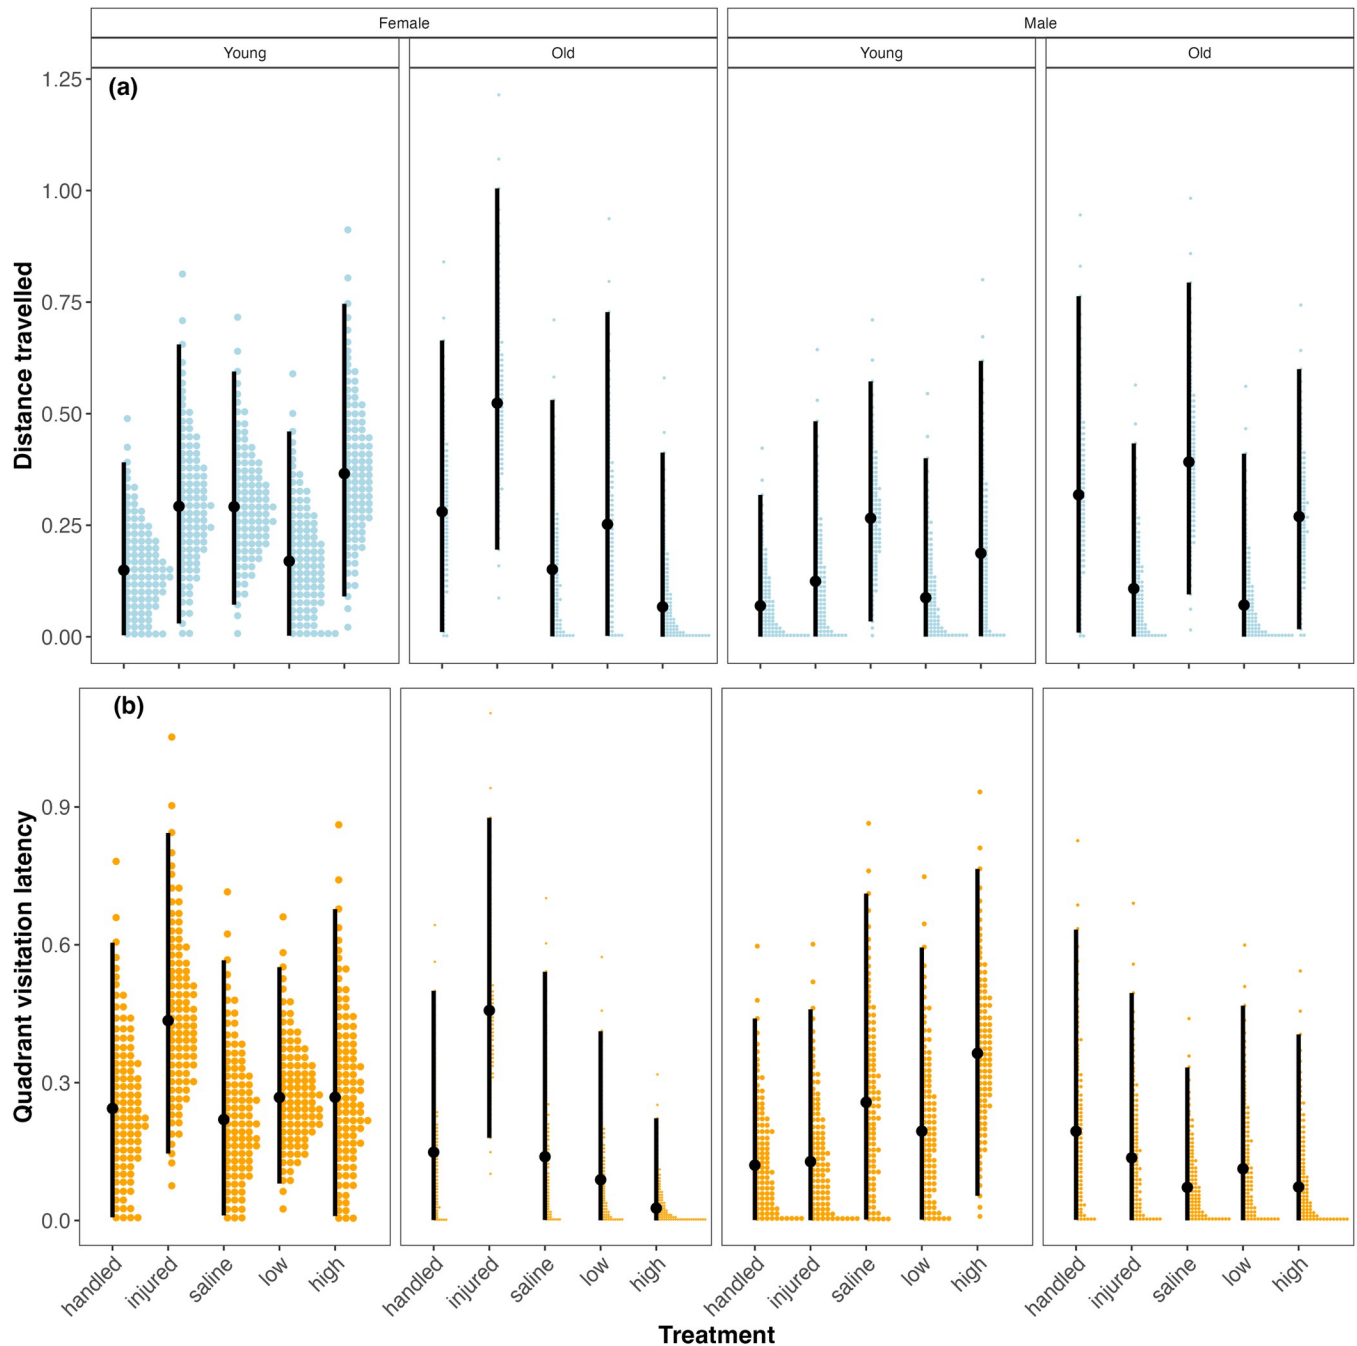 Female Male
Young Old Young Old
(a)
1.25
1.00
0.75
0.50
0.25
0.00
Distance travelled
(b)
0.9
0.6
0.3
0.0
Quadrant visitation latency
handled injured saline low high handled injured saline low high handled injured saline low high handled injured saline low high
Treatment